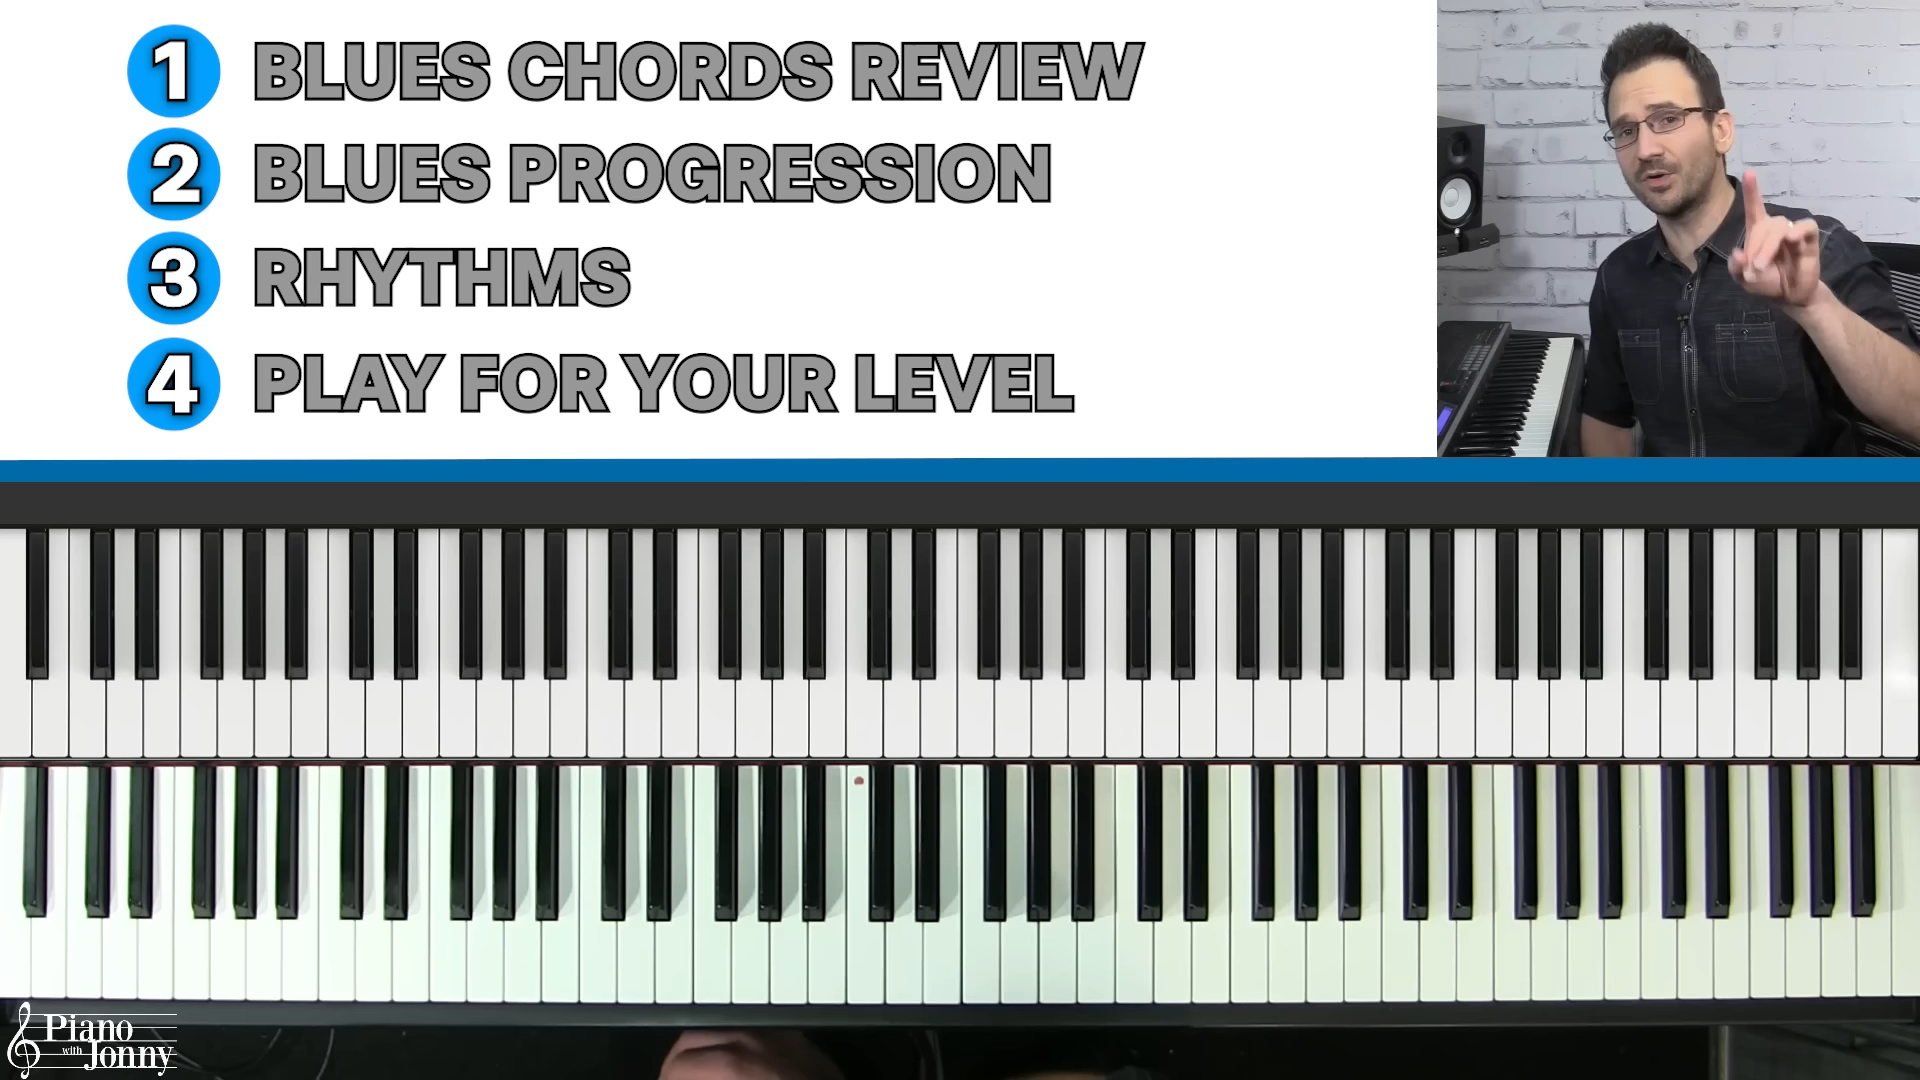 1 BLUES CHORDS REVIEW
2 BLUES PROGRESSION
3 RHYTHMS
4 PLAY FOR YOUR LEVEL
Piano
with Jonny